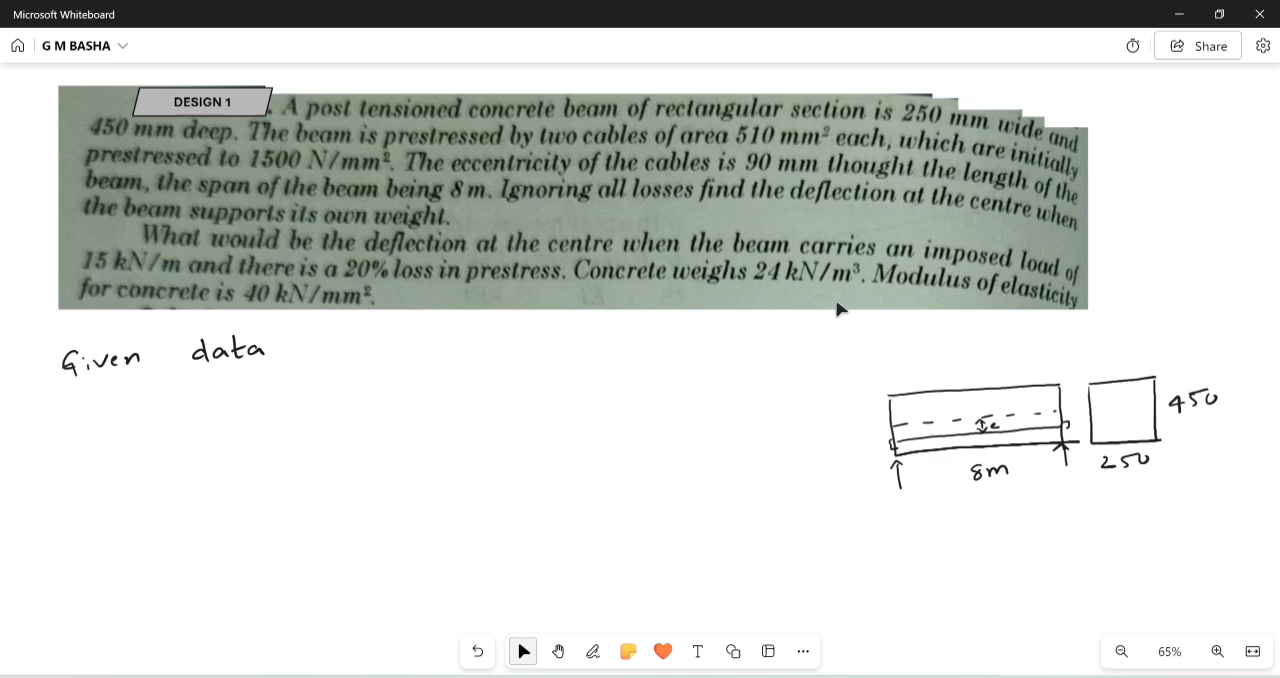 Microsoft Whiteboard
G M BASHA
Share
DESIGN 1 . A post tensioned concrete beam of rectangular section is 250 mm wide and
450 mm deep. The beam is prestressed by two cables of area 510 mm² each, which are initially
prestressed to 1500 N/mm². The eccentricity of the cables is 90 mm thought the length of the
beam, the span of the beam being 8 m. Ignoring all losses find the deflection at the centre when
the beam supports its own weight.
What would be the deflection at the centre when the beam carries an imposed load of
15 kN/m and there is a 20% loss in prestress. Concrete weighs 24 kN/m³. Modulus of elasticity
for concrete is 40 kN/mm².
Given data
450
e
8m
250
T
65%